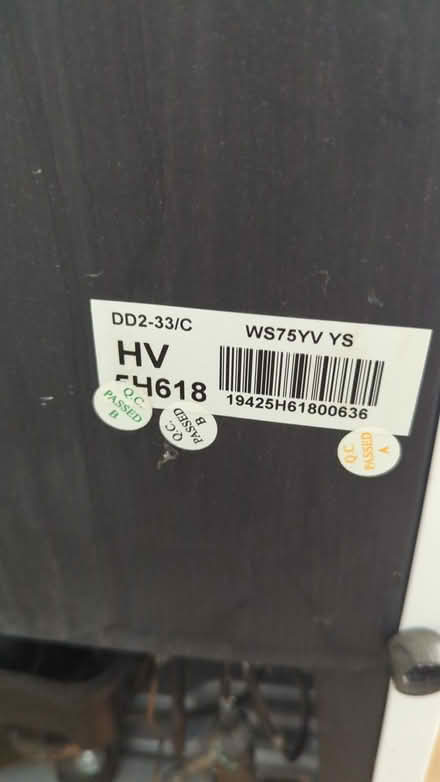 DD2-33/C
WS75YV YS
HV
5H618
19425H61800636
Q.C.
PASSED
B
Q.C.
PASSED
B
Q.C
PASSED
A